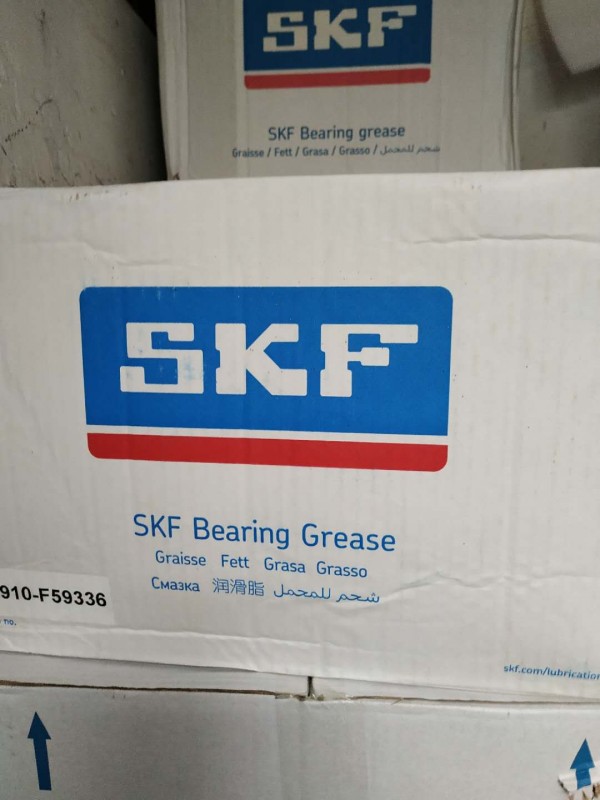 SKF
SKF Bearing grease
Graisse / Fett / Grasa / Grasso / شحم للمحمل
SKF
SKF Bearing Grease
Graisse Fett Grasa Grasso
Смазка 润滑脂 شحم للمحمل
910-F59336
no.
skf.com/lubrication